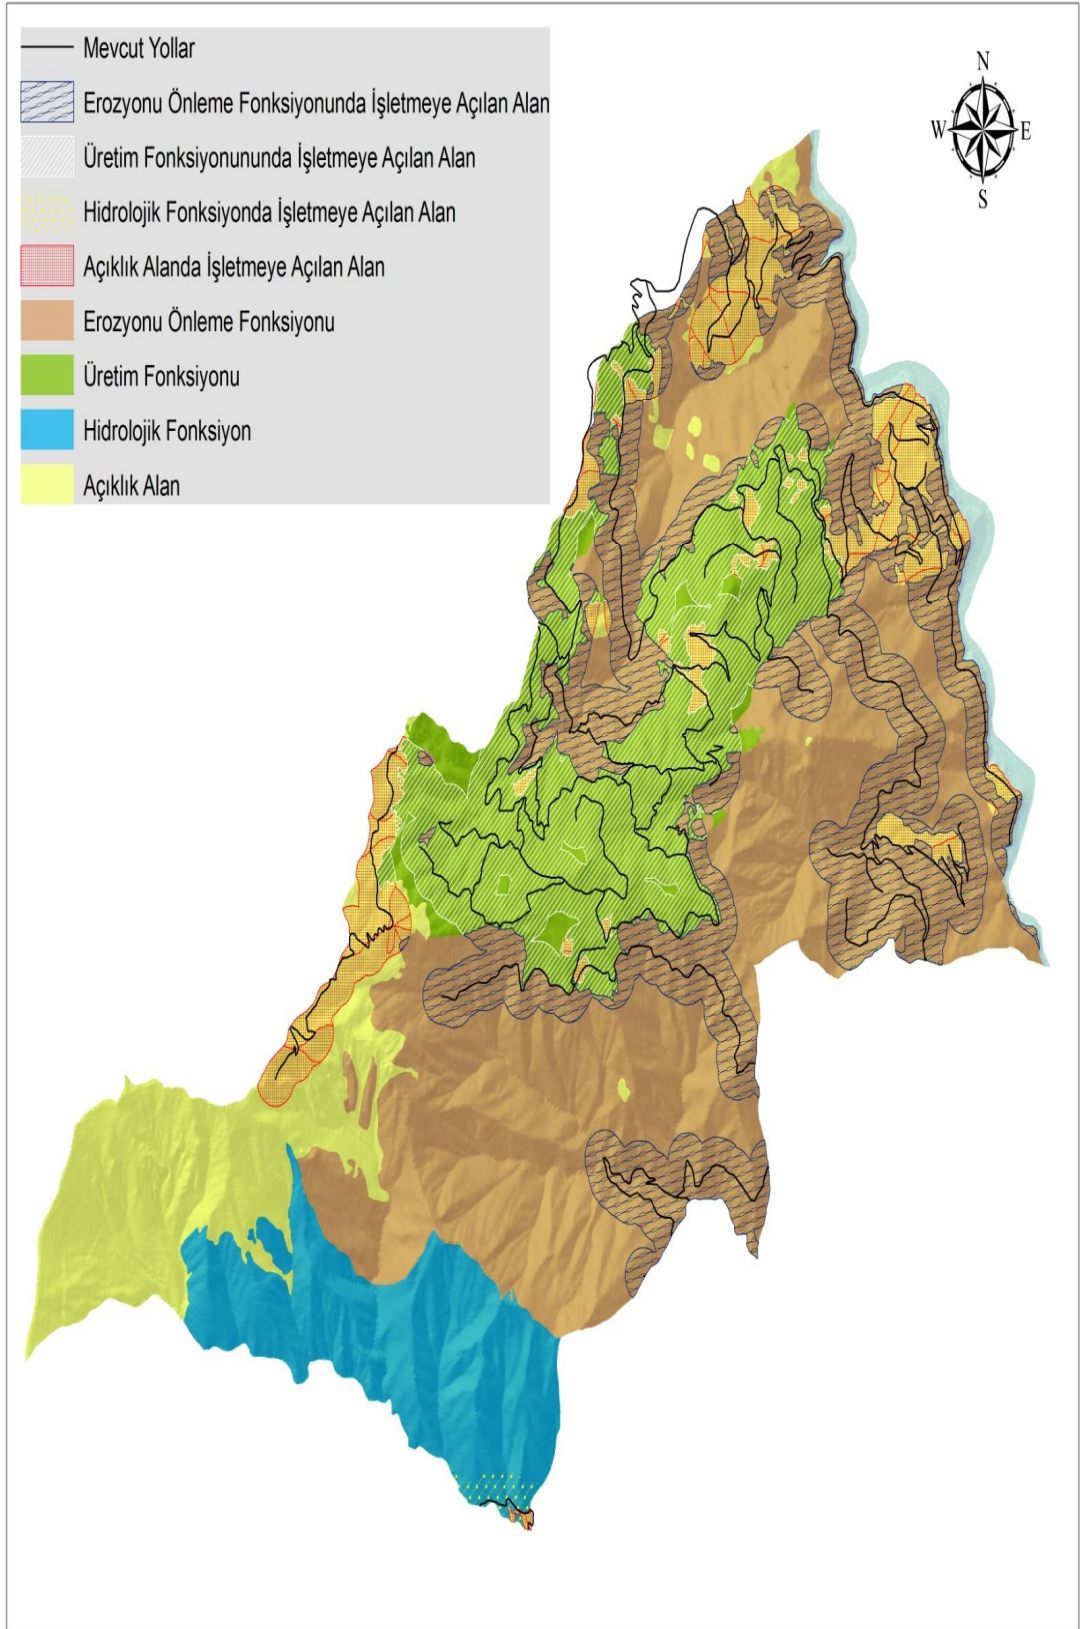 Mevcut Yollar
Erozyonu Önleme Fonksiyonunda İşletmeye Açılan Alan
Üretim Fonksiyonununda İşletmeye Açılan Alan
Hidrolojik Fonksiyonda İşletmeye Açılan Alan
Açıklık Alanda İşletmeye Açılan Alan
Erozyonu Önleme Fonksiyonu
Üretim Fonksiyonu
Hidrolojik Fonksiyon
Açıklık Alan
N
W E
S